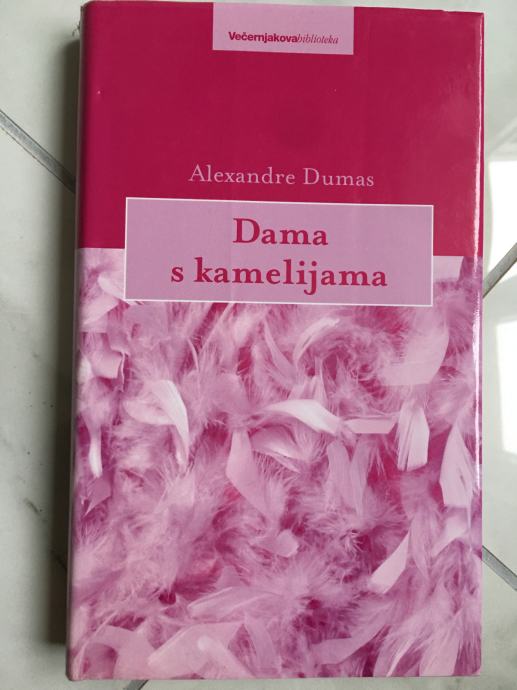 Večernjakovabiblioteka
Alexandre Dumas
Dama
s kamelijama